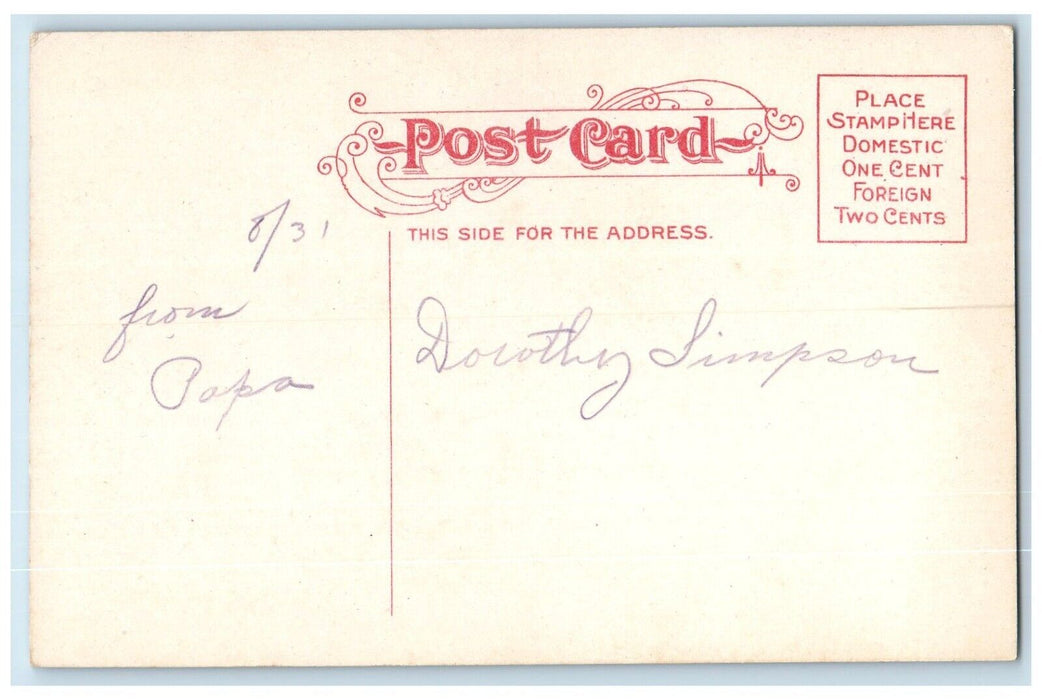 Post Card
PLACE
STAMP HERE
DOMESTIC
ONE CENT
FOREIGN
TWO CENTS
THIS SIDE FOR THE ADDRESS.
8/31
from
Papa
Dorothy Simpson